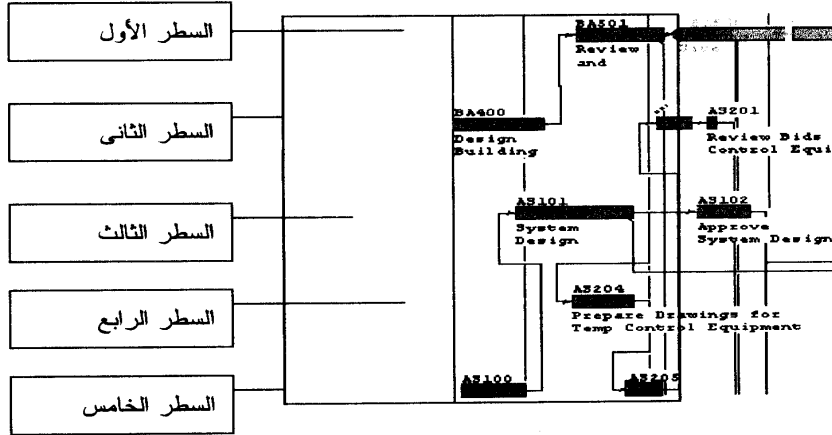 السطر الأول
BA501
Review
and
السطر الثانى
BA400
Design
Building
AS201
Review Bids
Control Equi
السطر الثالث
AS101
System
Design
AS102
Approve
System Design
السطر الرابع
AS204
Prepare Drawings for
Temp Control Equipment
السطر الخامس
AS100
AS205